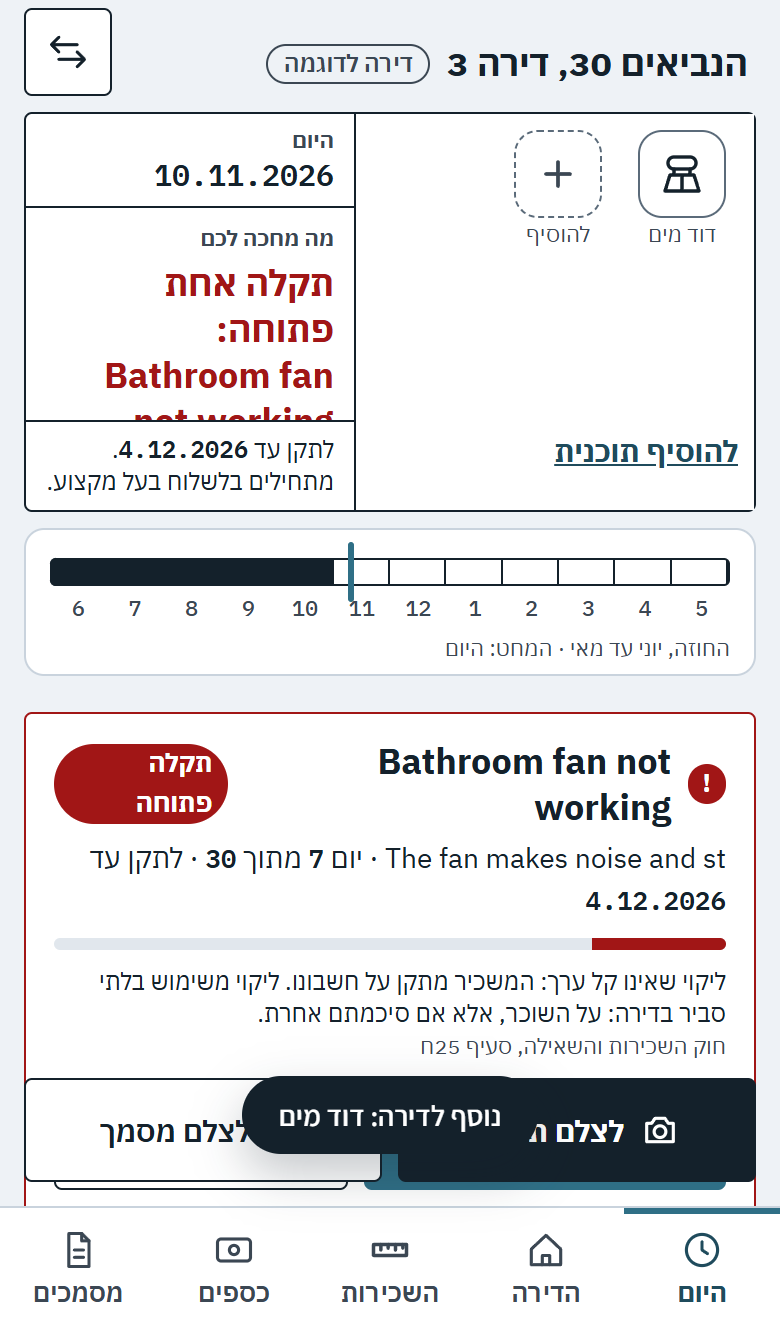 הנביאים 30, דירה 3
דירה לדוגמה
דוד מים
להוסיף
להוסיף תוכנית
היום
10.11.2026
מה מחכה לכם
תקלה אחת
פתוחה:
Bathroom fan
not working
לתקן עד 4.12.2026.
מתחילים בלשלוח בעל מקצוע.
6 7 8 9 10 11 12 1 2 3 4 5
החוזה, יוני עד מאי · המחט: היום
!
Bathroom fan not
working
תקלה
פתוחה
The fan makes noise and st · יום 7 מתוך 30 · לתקן עד
4.12.2026
ליקוי שאינו קל ערך: המשכיר מתקן על חשבונו. ליקוי משימוש בלתי
סביר בדירה: על השוכר, אלא אם סיכמתם אחרת.
חוק השכירות והשאילה, סעיף 25ח
לצלם ת
נוסף לדירה: דוד מים
לצלם מסמך
היום
הדירה
השכירות
כספים
מסמכים